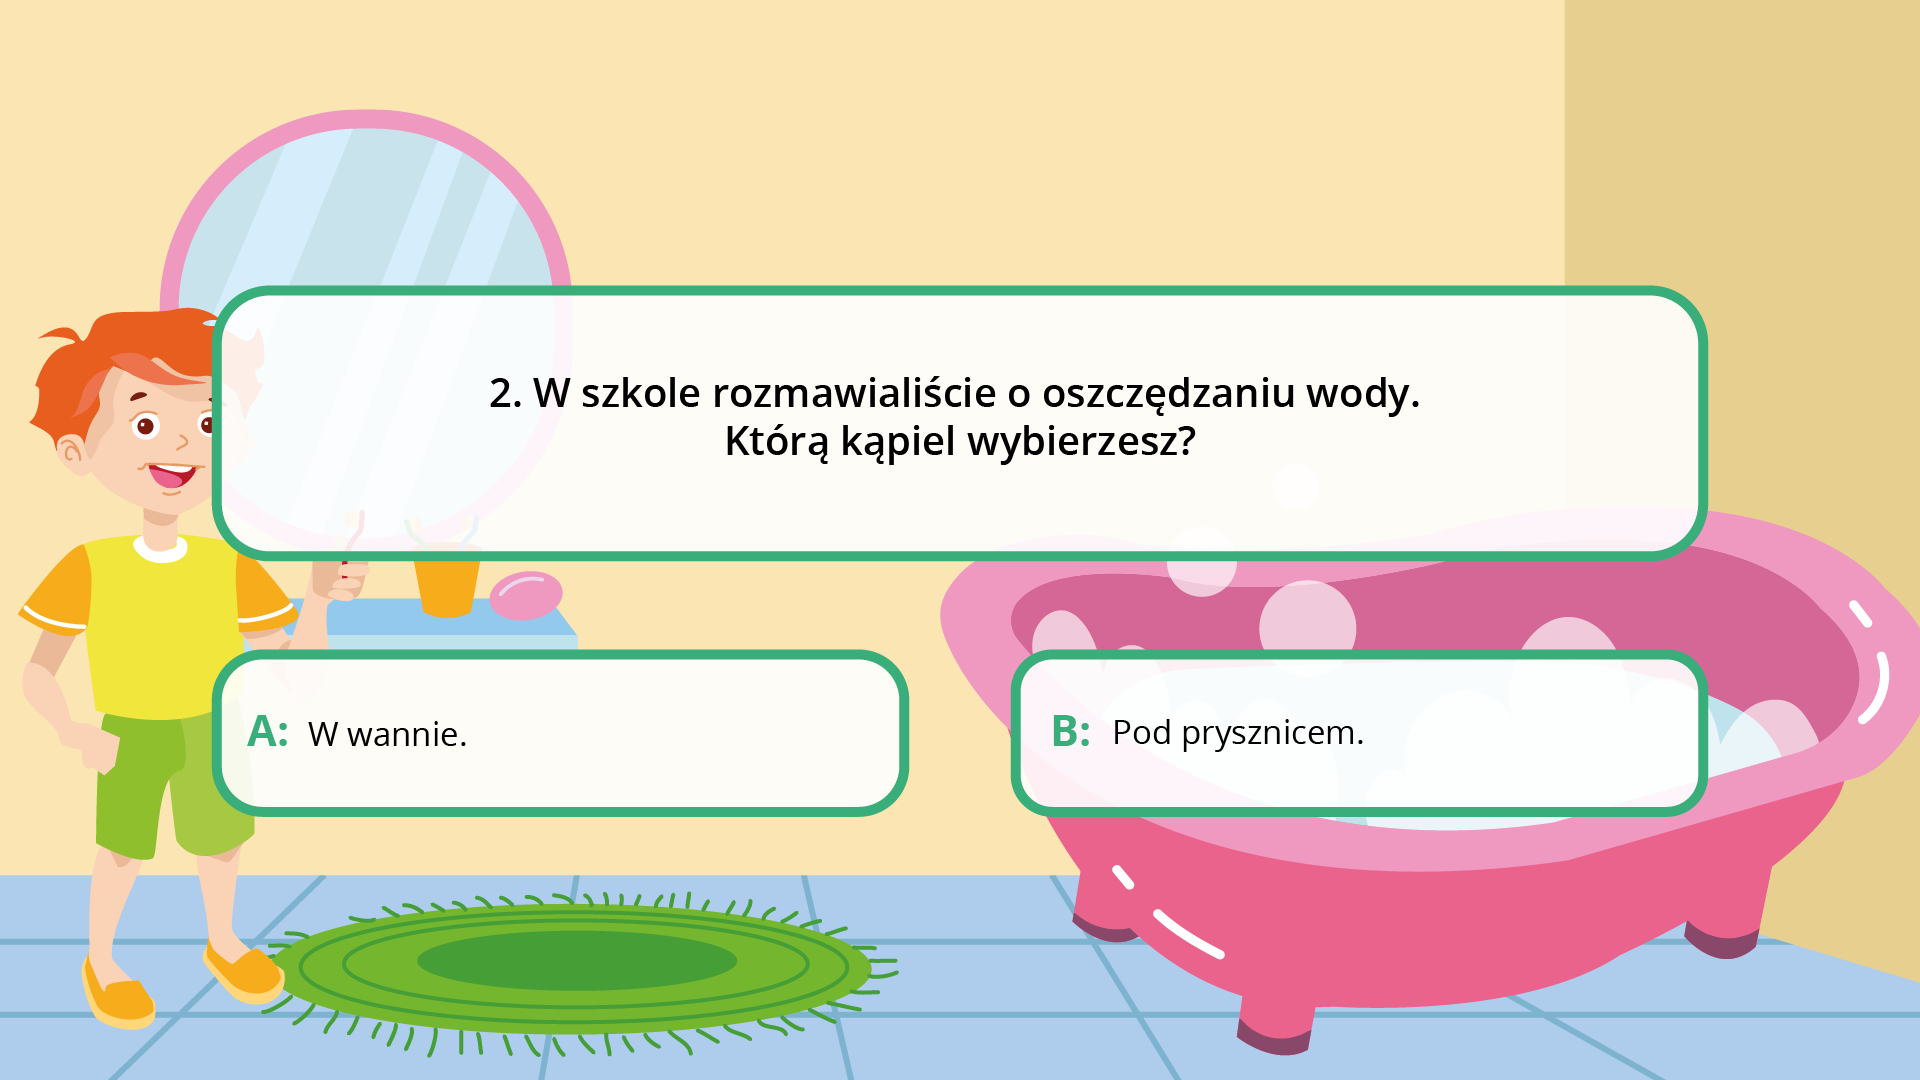 2. W szkole rozmawialiście o oszczędzaniu wody.
Którą kąpiel wybierzesz?
A: W wannie.
B: Pod prysznicem.